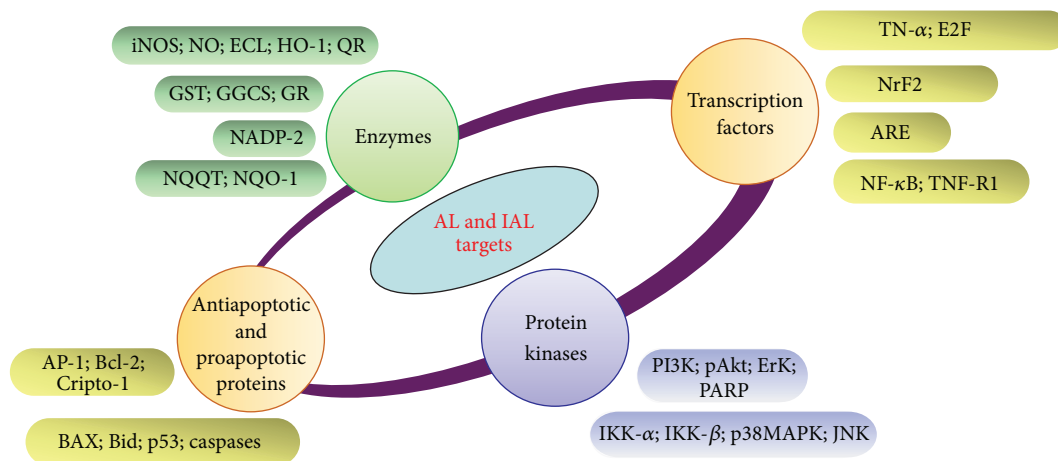 iNOS; NO; ECL; HO-1; QR
GST; GGCS; GR
NADP-2
NQQT; NQO-1
Enzymes
TN-α; E2F
NrF2
ARE
NF-κB; TNF-R1
Transcription
factors
AL and IAL
targets
Antiapoptotic
and
proapoptotic
proteins
AP-1; Bcl-2;
Cripto-1
BAX; Bid; p53; caspases
Protein
kinases
PI3K; pAkt; ErK;
PARP
IKK-α; IKK-β; p38MAPK; JNK